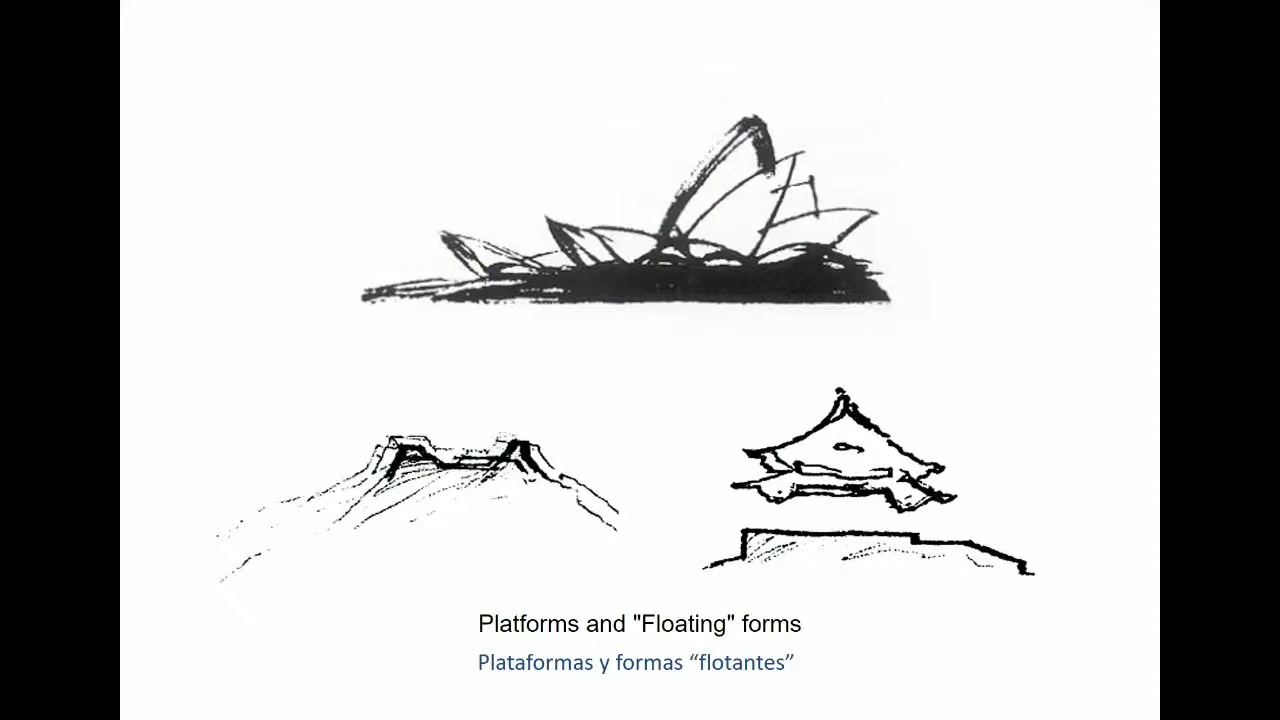 Platforms and "Floating" forms
Plataformas y formas “flotantes”